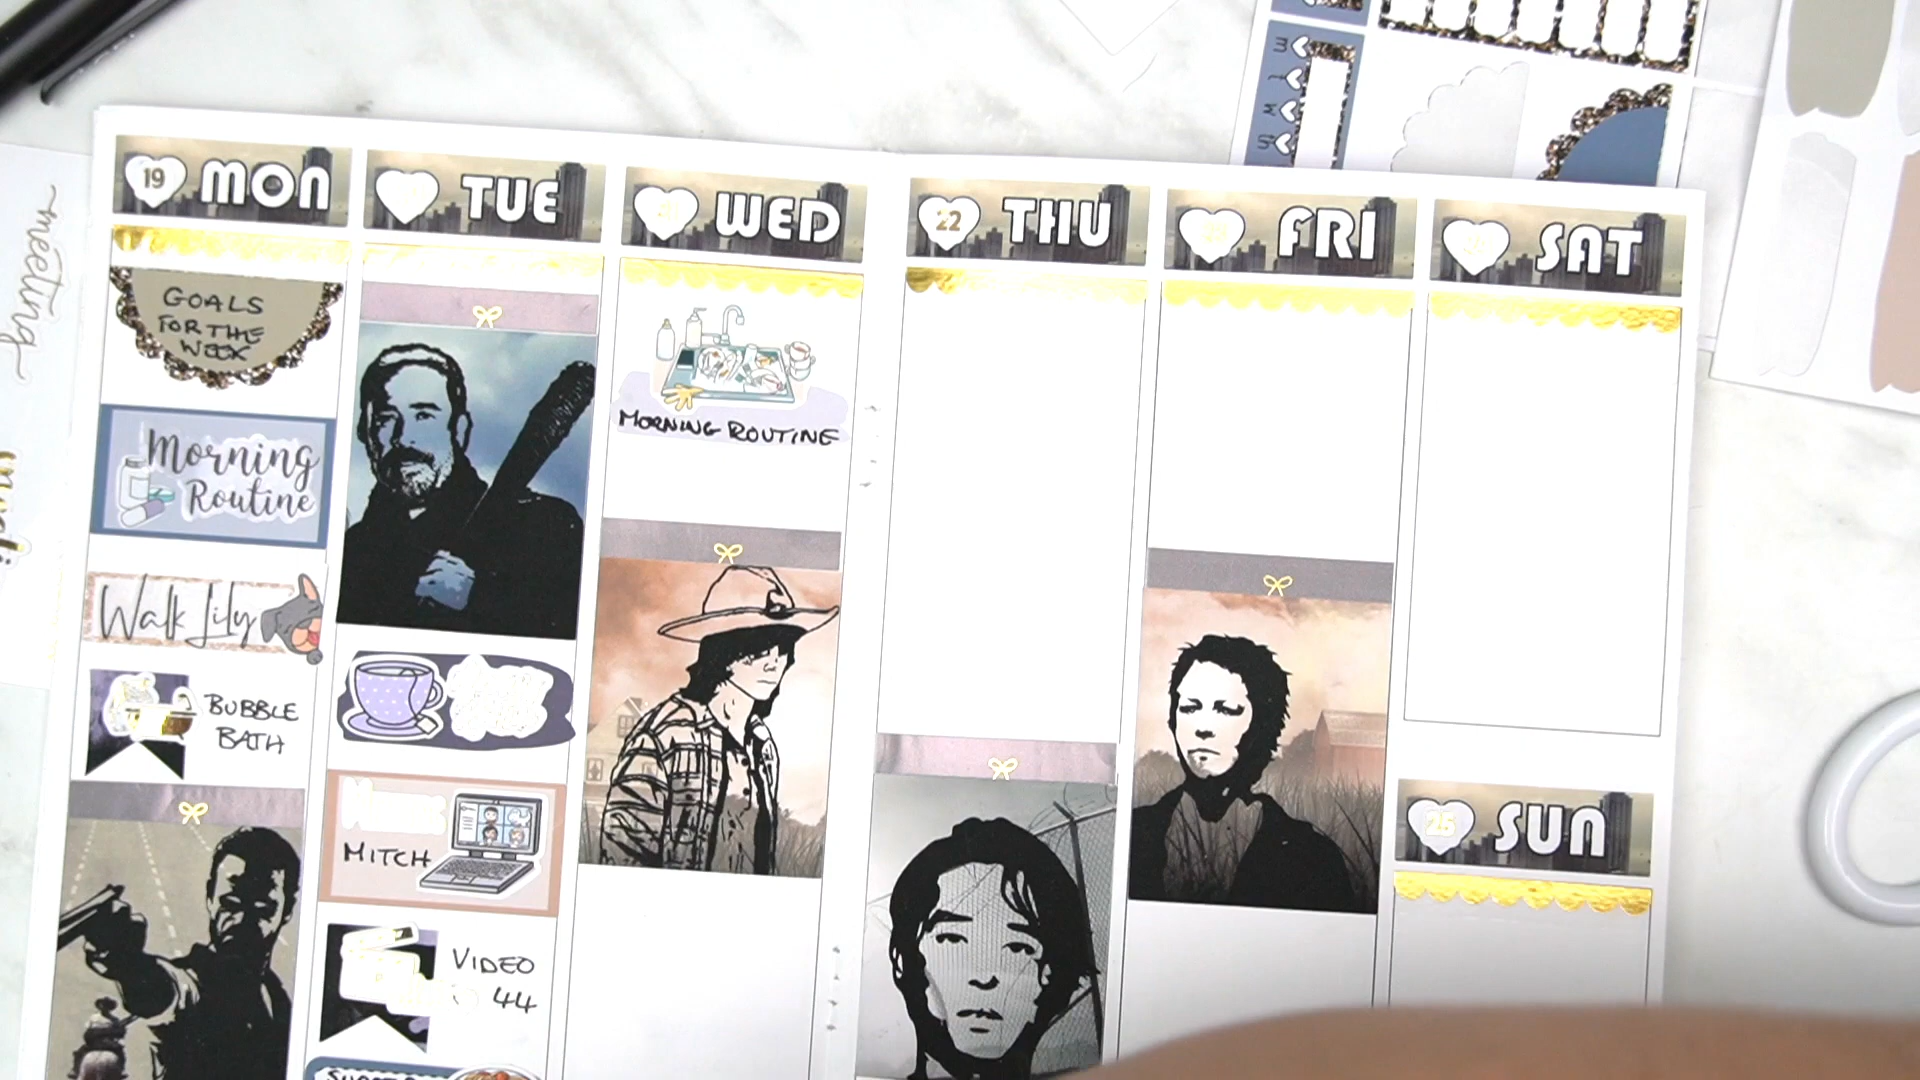 19 MON
TUE
WED
22 THU
FRI
SAT
GOALS
FOR THE
WEEK
Morning
Routine
Walk Lily
BUBBLE
BATH
MITCH
VIDEO
44
MORNING ROUTINE
25 SUN
meeting